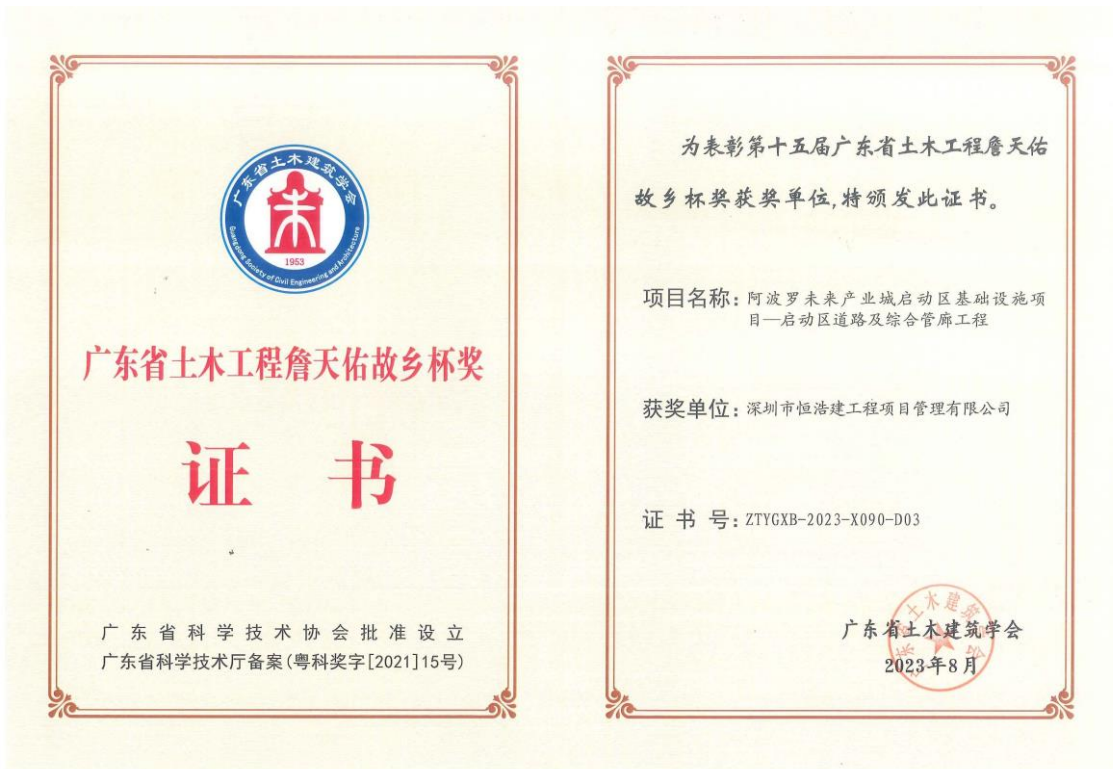 广东省土木建筑学会
1953
Guangdong Society of Civil Engineering and Architecture
广东省土木工程詹天佑故乡杯奖
证书
广东省科学技术协会批准设立
广东省科学技术厅备案(粤科奖字[2021]15号)
为表彰第十五届广东省土木工程詹天佑
故乡杯奖获奖单位,特颁发此证书。
项目名称:阿波罗未来产业城启动区基础设施项
目—启动区道路及综合管廊工程
获奖单位:深圳市恒浩建工程项目管理有限公司
证书号:ZTYGXB-2023-X090-D03
广东省土木建筑学会
广东省土木建筑学会
2023年8月